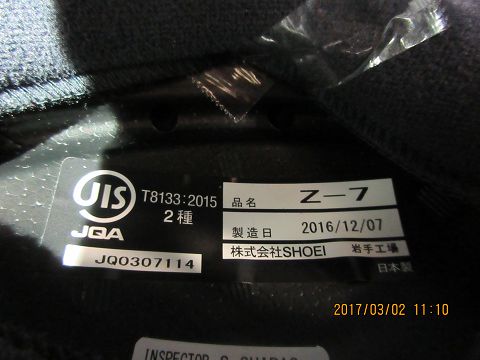 JIS
T8133:2015
2種
JQA
JQ0307114
品名 Z-7
製造日 2016/12/07
株式会社SHOEI 岩手工場
日本製
2017/03/02 11:10